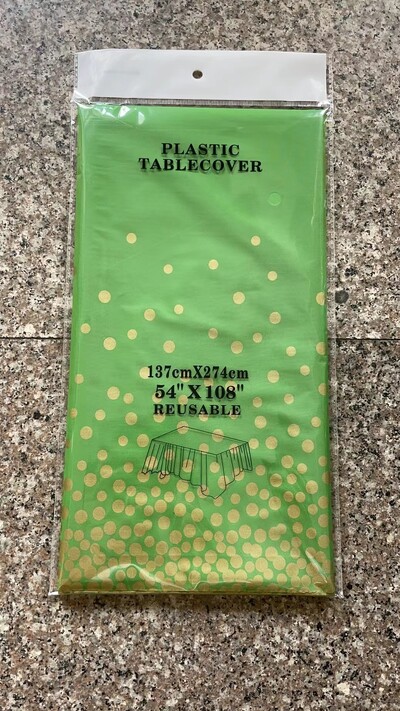 PLASTIC
TABLECOVER
137cmX274cm
54" X 108"
REUSABLE